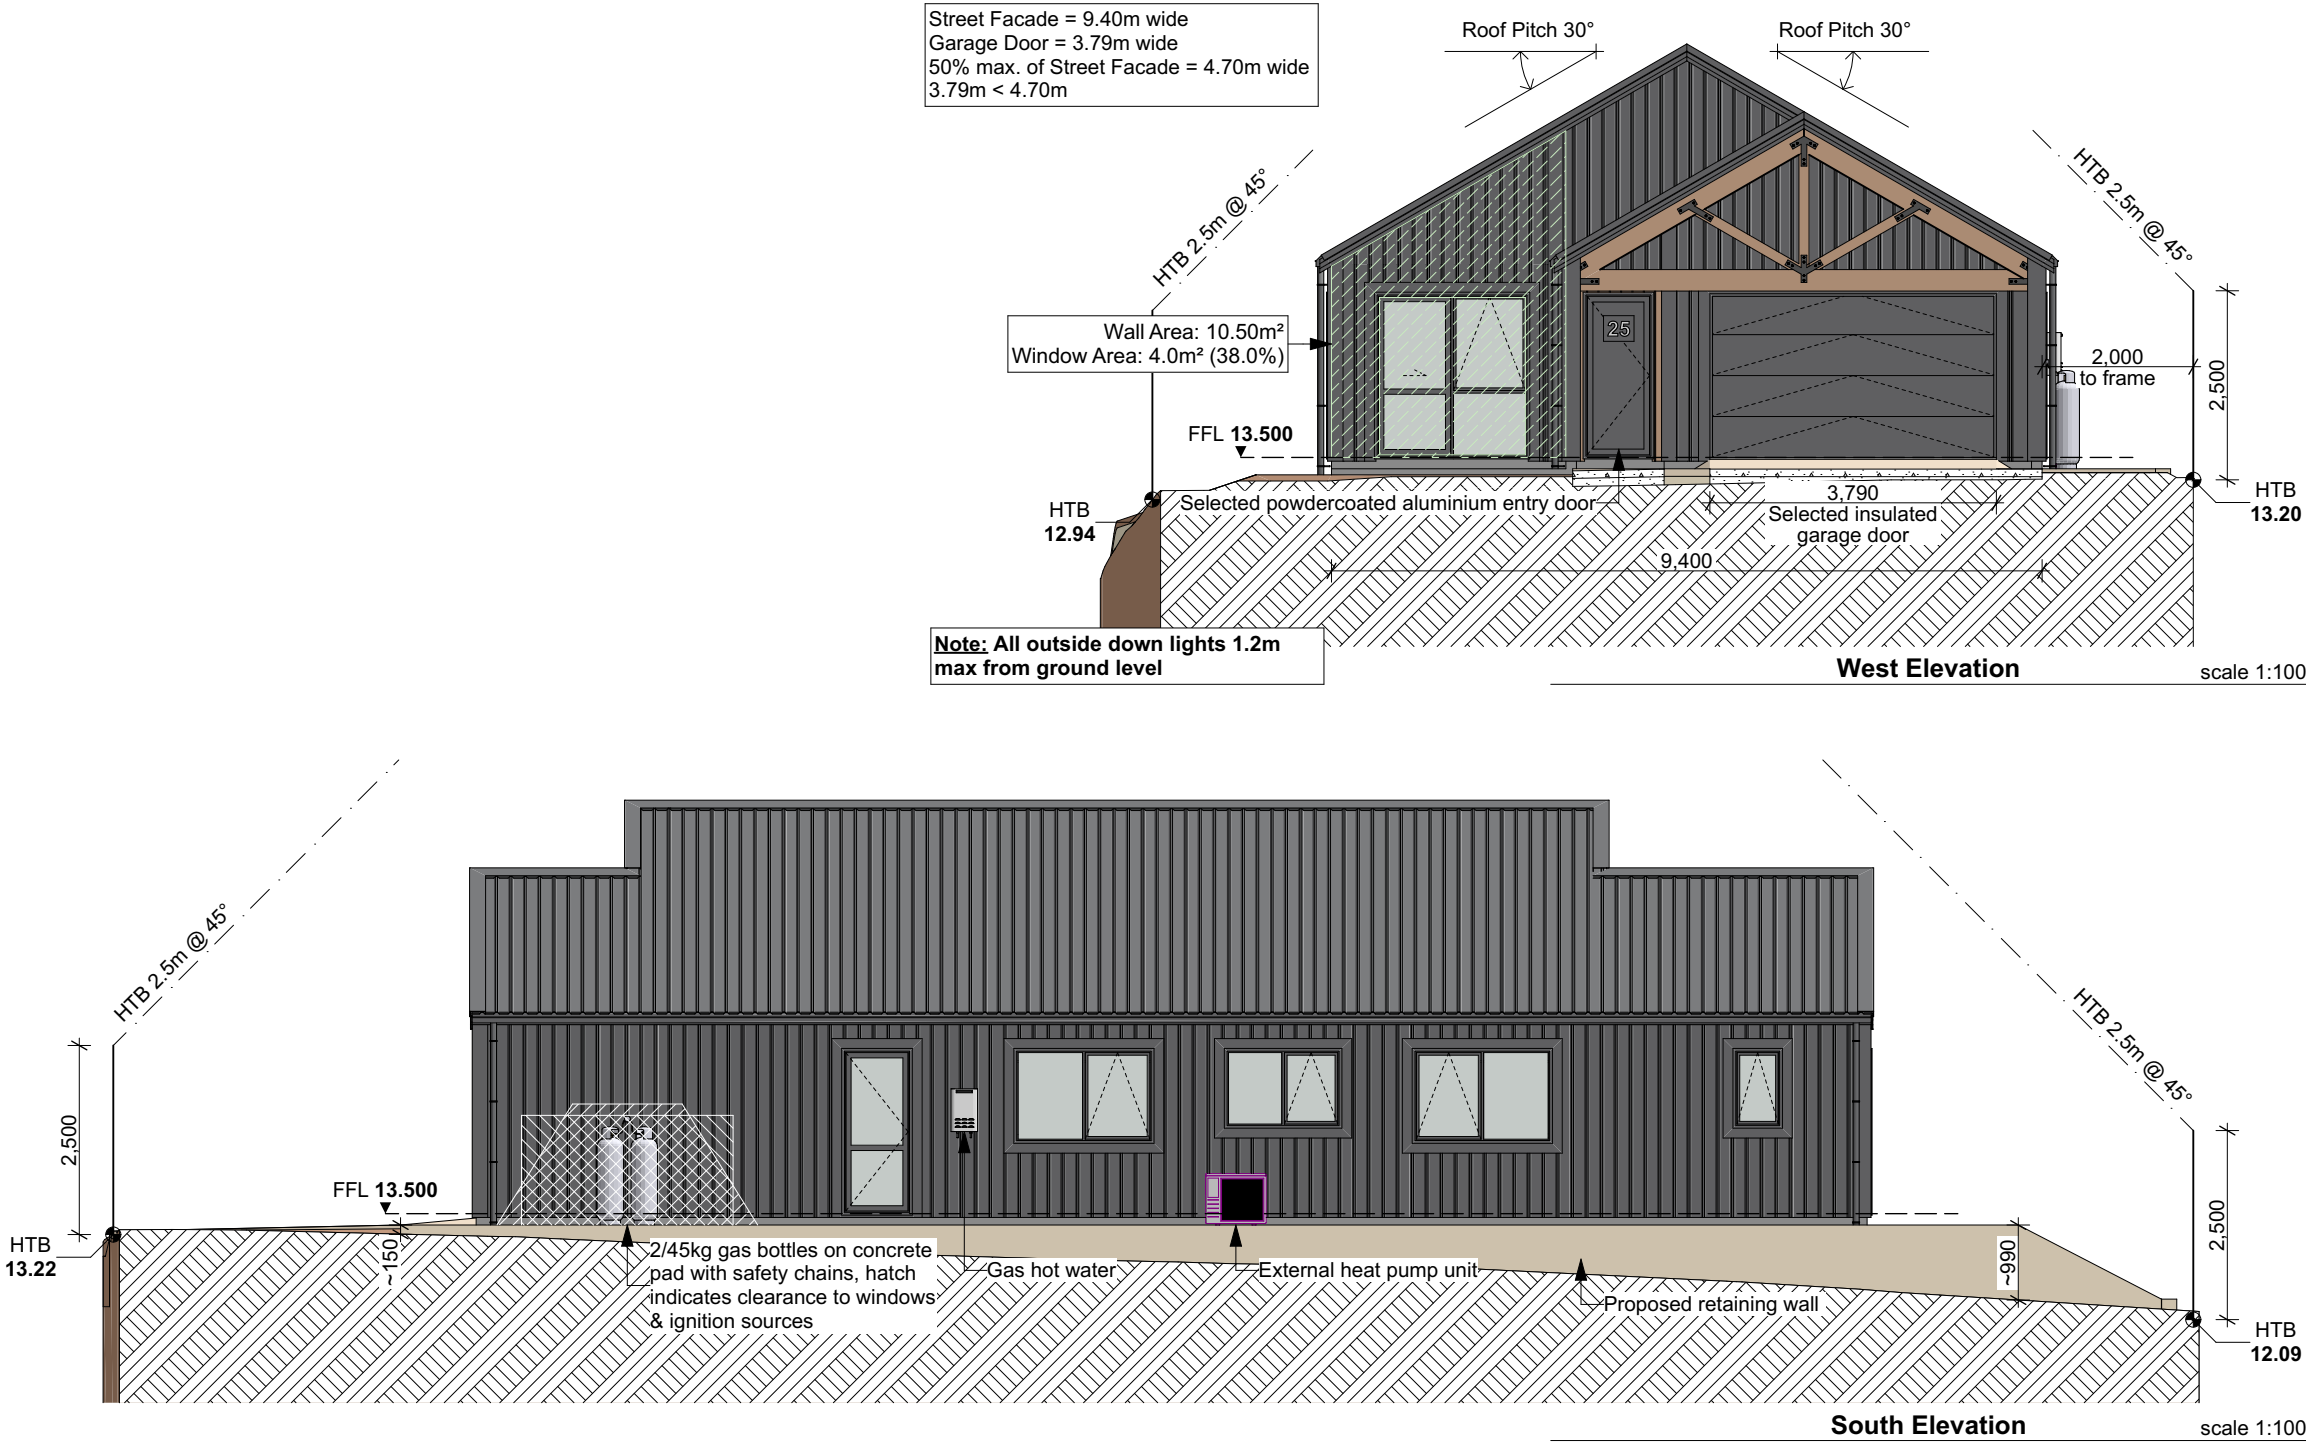 Street Facade = 9.40m wide
Garage Door = 3.79m wide
50% max. of Street Facade = 4.70m wide
3.79m < 4.70m
Roof Pitch 30°
Roof Pitch 30°
HTB 2.5m @ 45°
HTB 2.5m @ 45°
Wall Area: 10.50m²
Window Area: 4.0m² (38.0%)
25
2,000
to frame
2,500
FFL 13.500
HTB
12.94
Selected powdercoated aluminium entry door
3,790
Selected insulated
garage door
HTB
13.20
9,400
Note: All outside down lights 1.2m
max from ground level
West Elevation
scale 1:100
HTB 2.5m @ 45°
HTB 2.5m @ 45°
2,500
FFL 13.500
HTB
13.22
~150
2/45kg gas bottles on concrete
pad with safety chains, hatch
indicates clearance to windows
& ignition sources
Gas hot water
External heat pump unit
Proposed retaining wall
~990
2,500
HTB
12.09
South Elevation
scale 1:100